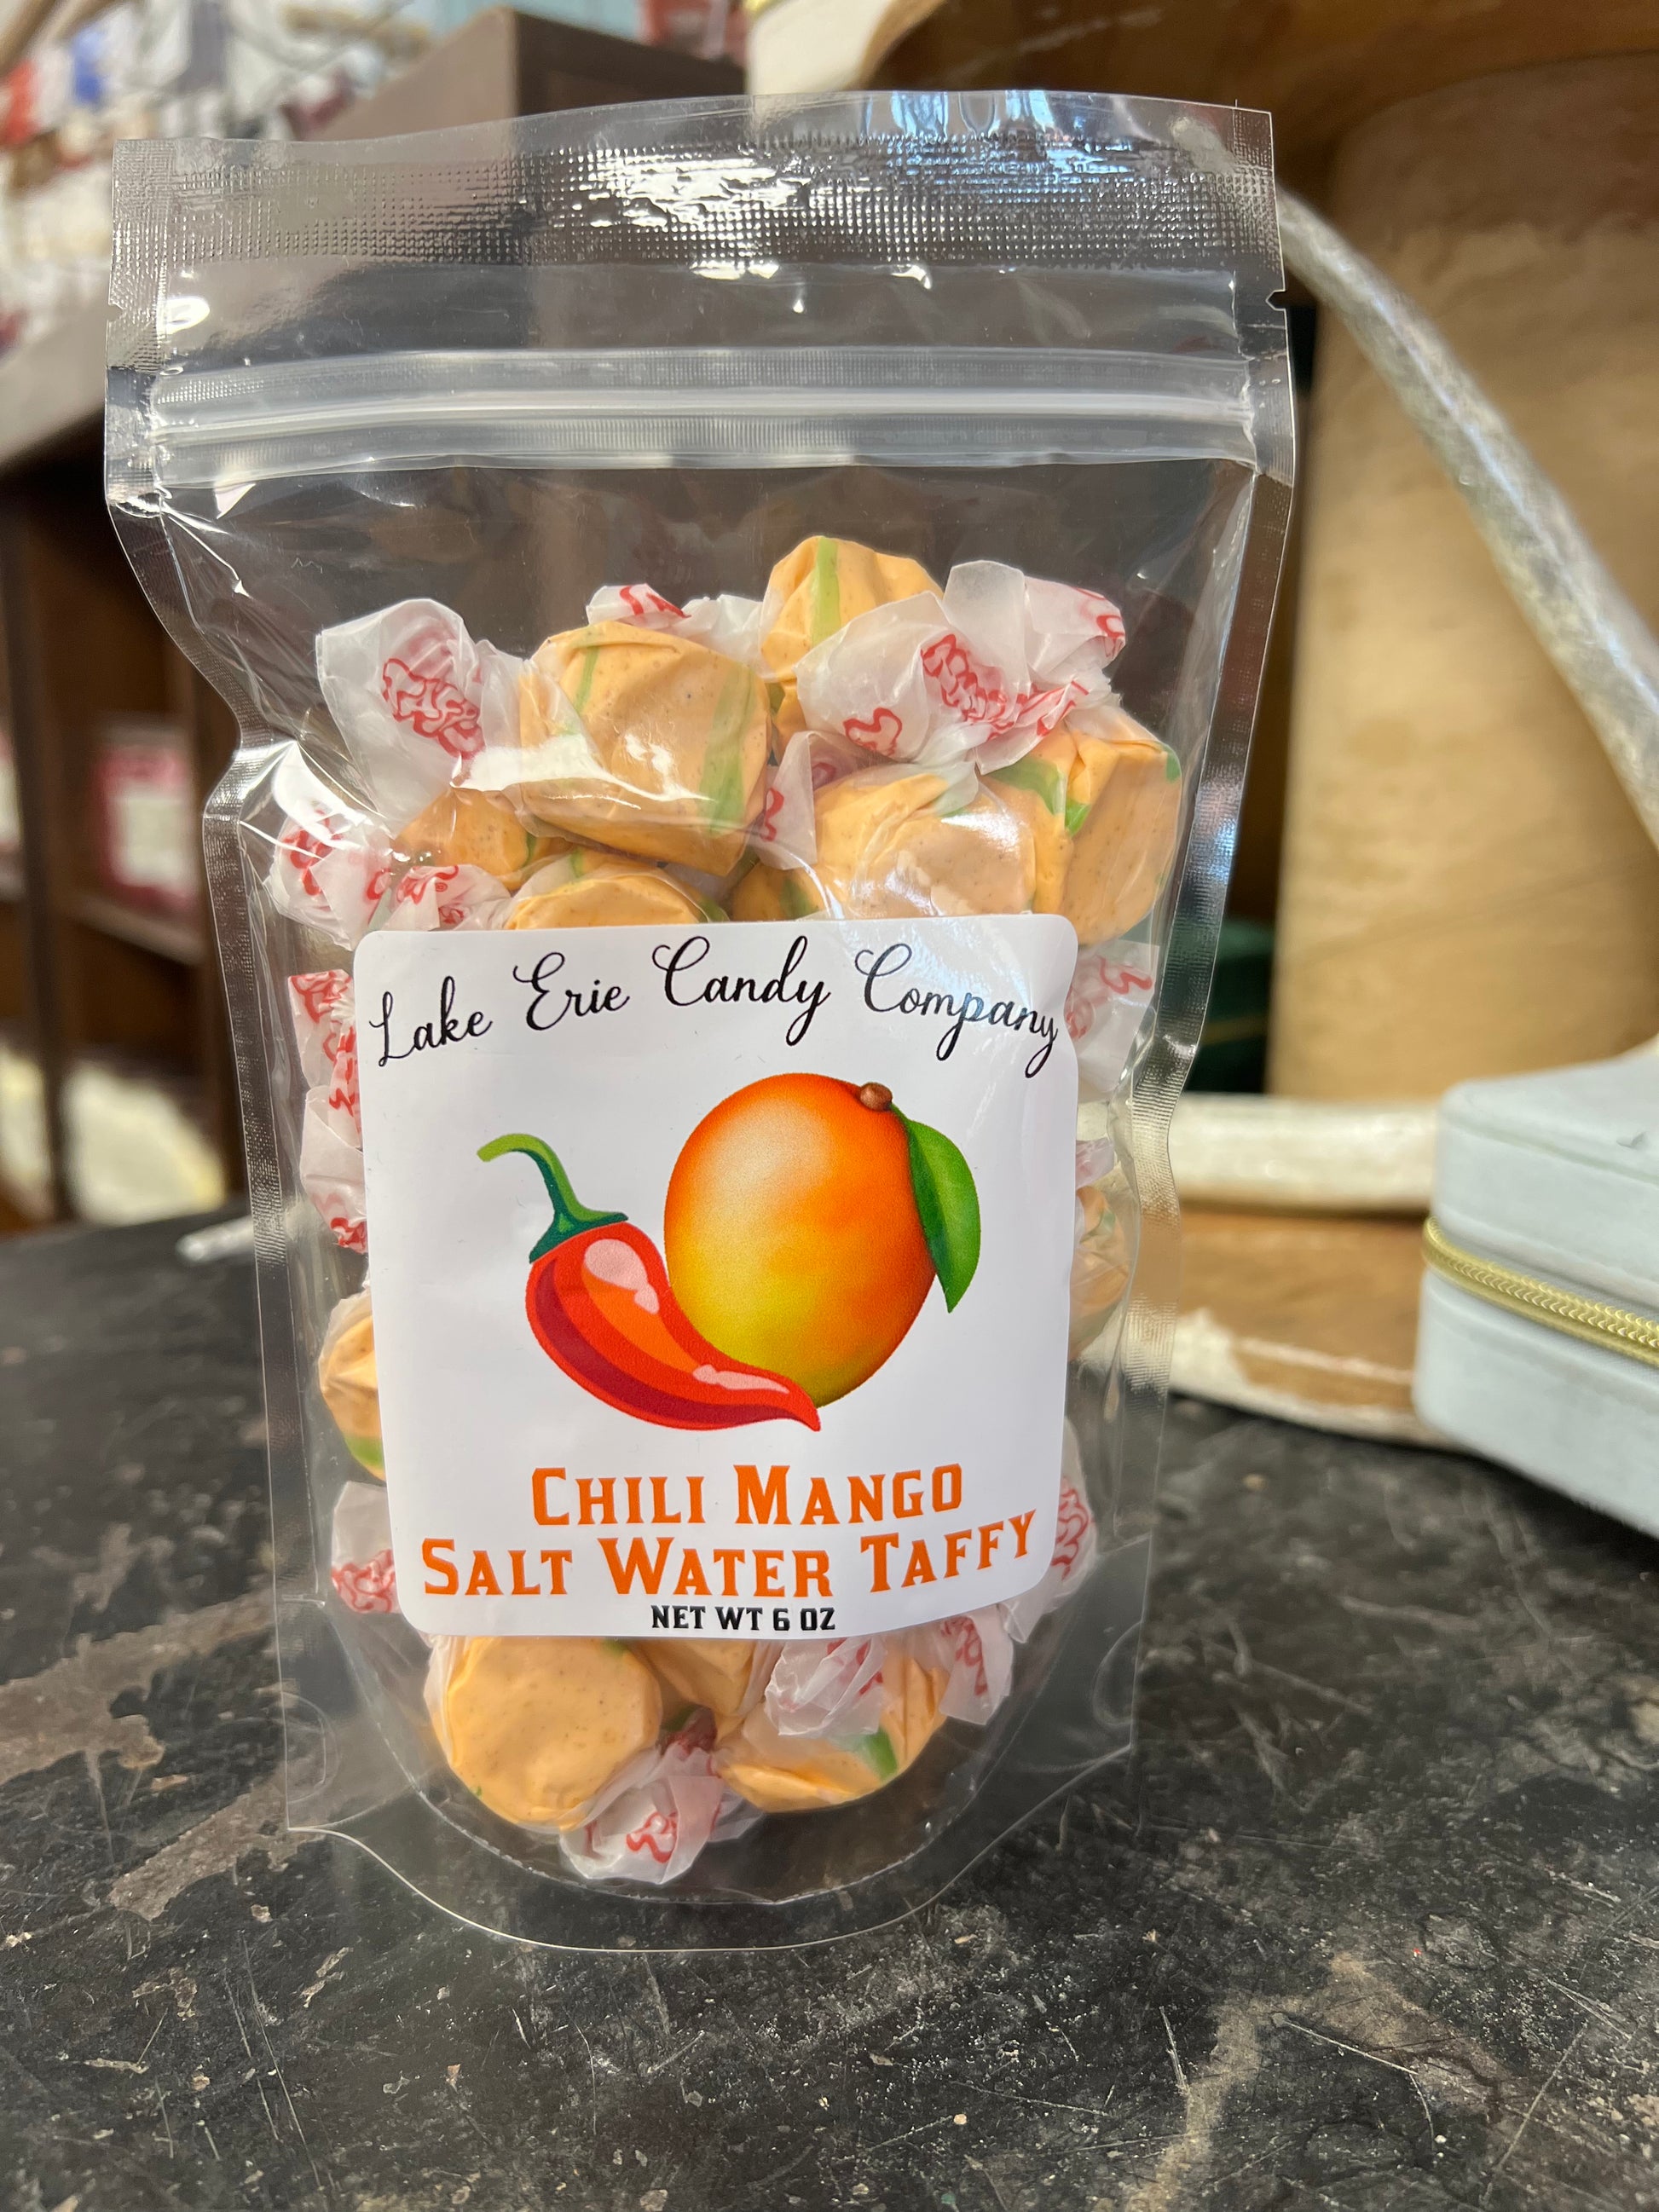 Lake Erie Candy Company
Chili Mango
Salt Water Taffy
NET WT 6 OZ